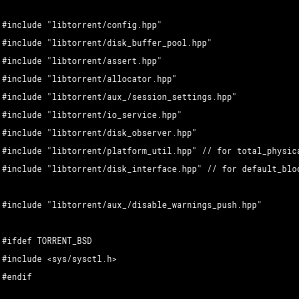 #include "libtorrent/config.hpp"
#include "libtorrent/disk_buffer_pool.hpp"
#include "libtorrent/assert.hpp"
#include "libtorrent/allocator.hpp"
#include "libtorrent/aux_/session_settings.hpp"
#include "libtorrent/io_service.hpp"
#include "libtorrent/disk_observer.hpp"
#include "libtorrent/platform_util.hpp" // for total_physica
#include "libtorrent/disk_interface.hpp" // for default_bloc
#include "libtorrent/aux_/disable_warnings_push.hpp"
#ifdef TORRENT_BSD
#include <sys/sysctl.h>
#endif